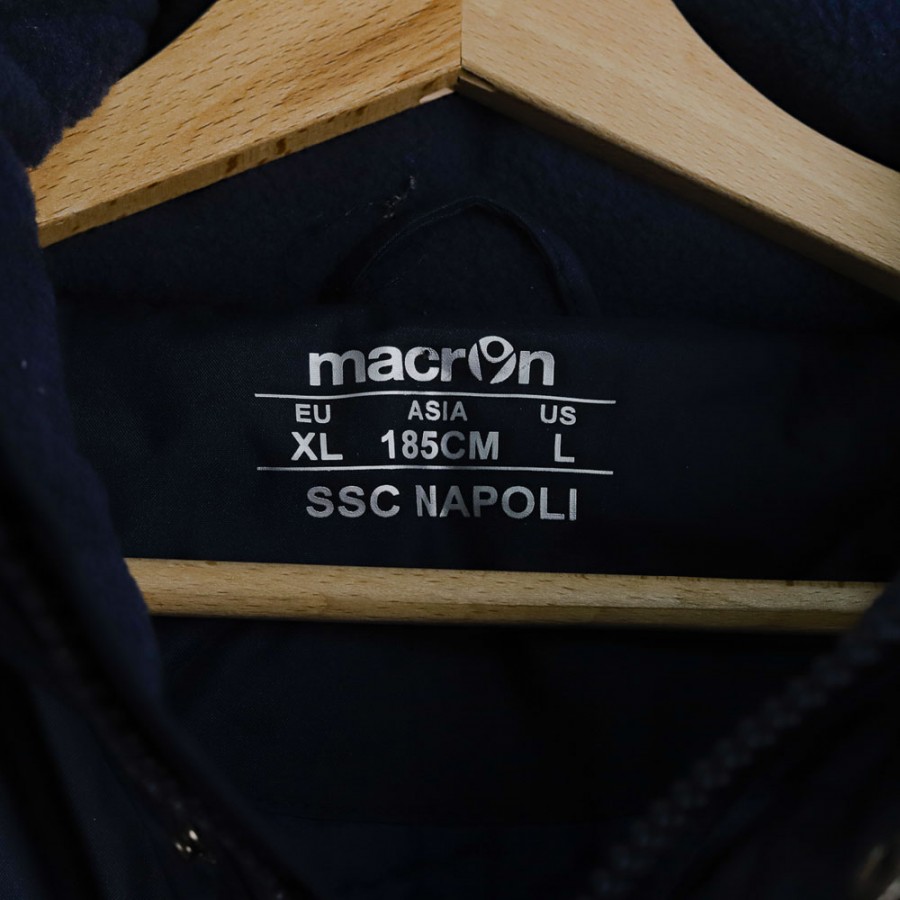 macron
EU ASIA US
XL 185CM L
SSC NAPOLI